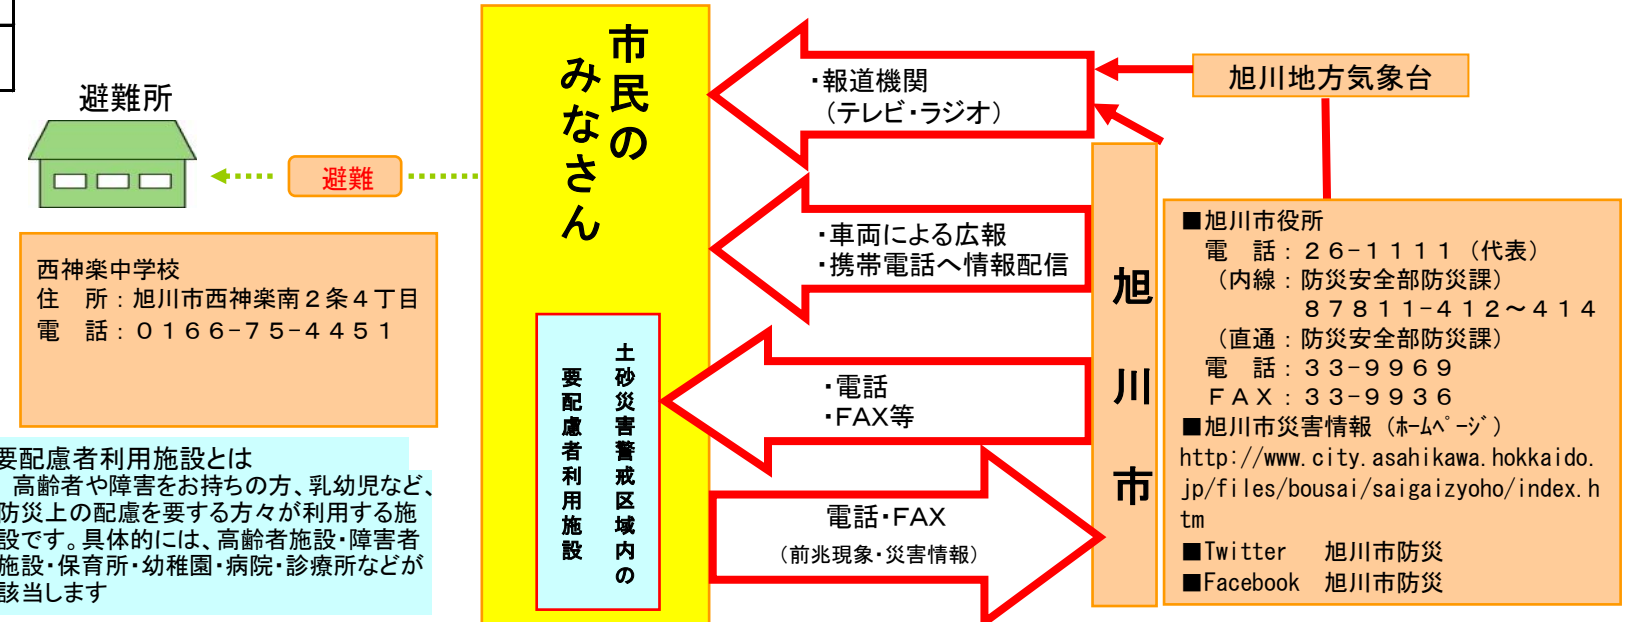 避難所
避難
西神楽中学校
住　所：旭川市西神楽南２条４丁目
電　話：０１６６-７５-４４５１
要配慮者利用施設とは
高齢者や障害をお持ちの方、乳幼児など、
防災上の配慮を要する方々が利用する施
設です。具体的には、高齢者施設・障害者
施設・保育所・幼稚園・病院・診療所などが
該当します
市民の
みなさん
土砂災害警戒区域内の
要配慮者利用施設
・報道機関
（テレビ・ラジオ）
・車両による広報
・携帯電話へ情報配信
・電話
・FAX等
電話・FAX
（前兆現象・災害情報）
旭川市
旭川地方気象台
■旭川市役所
電　話：２６-１１１１（代表）
（内線：防災安全部防災課）
８７８１１-４１２～４１４
（直通：防災安全部防災課）
電　話：３３-９９６９
ＦＡＸ：３３-９９３６
■旭川市災害情報（ﾎｰﾑﾍﾟｰｼﾞ）
http://www.city.asahikawa.hokkaido.
jp/files/bousai/saigaizyoho/index.h
tm
■Twitter　旭川市防災
■Facebook　旭川市防災